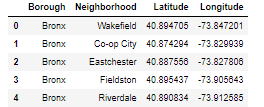 Borough Neighborhood Latitude Longitude
0 Bronx Wakefield 40.894705 -73.847201
1 Bronx Co-op City 40.874294 -73.829939
2 Bronx Eastchester 40.887556 -73.827806
3 Bronx Fieldston 40.895437 -73.905643
4 Bronx Riverdale 40.890834 -73.912585